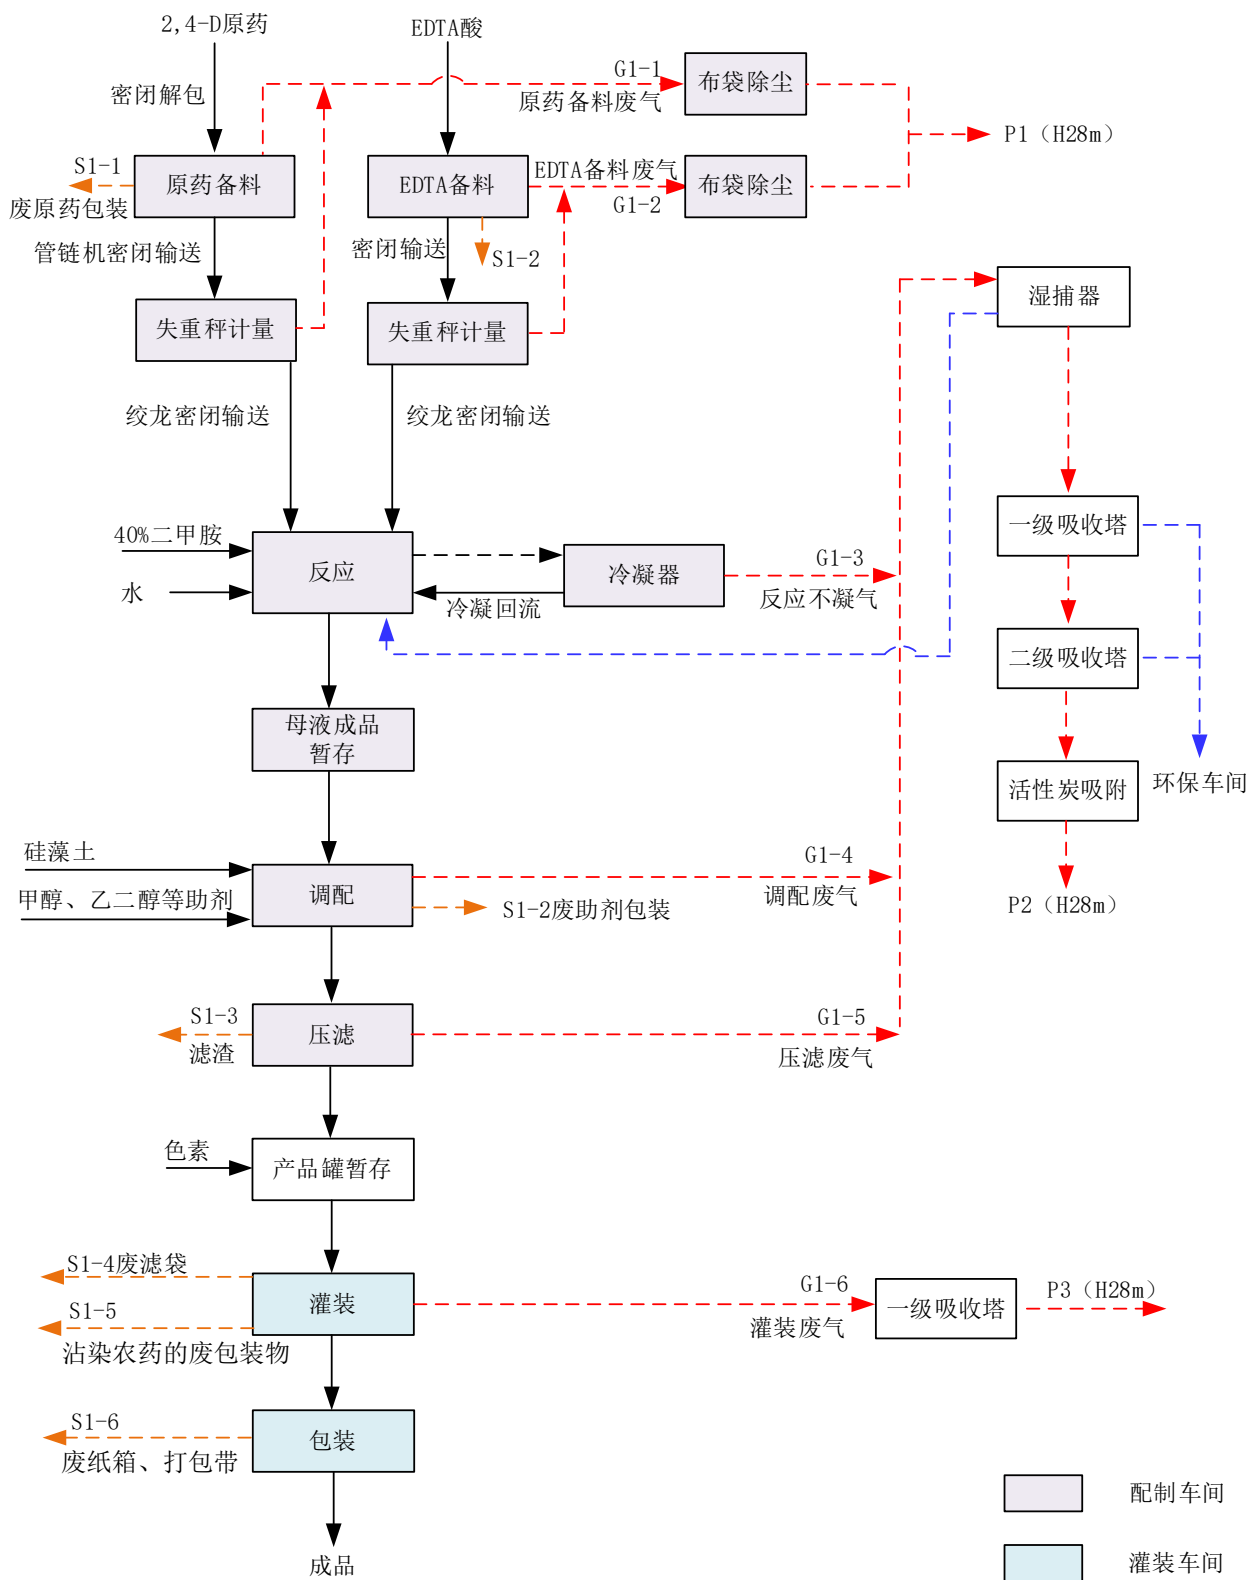 2,4-D原药
EDTA酸
密闭解包
G1-1
原药备料废气
布袋除尘
P1（H28m）
S1-1
废原药包装
原药备料
EDTA备料
EDTA备料废气
G1-2
布袋除尘
管链机密闭输送
密闭输送
S1-2
湿捕器
失重秤计量
失重秤计量
绞龙密闭输送
绞龙密闭输送
一级吸收塔
40%二甲胺
水
反应
冷凝器
冷凝回流
G1-3
反应不凝气
二级吸收塔
母液成品
暂存
活性炭吸附
环保车间
硅藻土
甲醇、乙二醇等助剂
调配
G1-4
调配废气
S1-2废助剂包装
P2（H28m）
S1-3
滤渣
压滤
G1-5
压滤废气
色素
产品罐暂存
S1-4废滤袋
S1-5
沾染农药的废包装物
灌装
G1-6
灌装废气
一级吸收塔
P3（H28m）
S1-6
废纸箱、打包带
包装
成品
配制车间
灌装车间